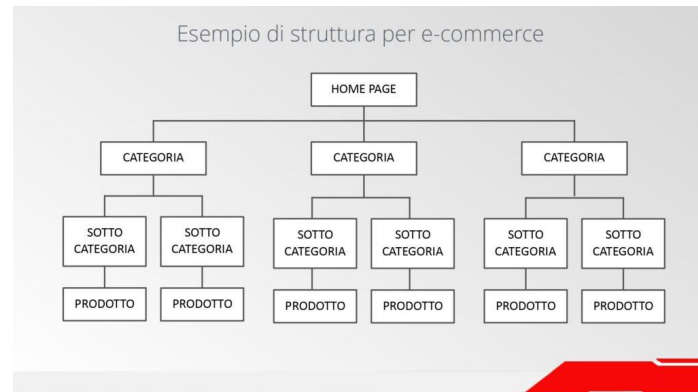 Esempio di struttura per e-commerce
HOME PAGE
CATEGORIA
CATEGORIA
CATEGORIA
SOTTO
CATEGORIA
SOTTO
CATEGORIA
SOTTO
CATEGORIA
SOTTO
CATEGORIA
SOTTO
CATEGORIA
SOTTO
CATEGORIA
PRODOTTO
PRODOTTO
PRODOTTO
PRODOTTO
PRODOTTO
PRODOTTO